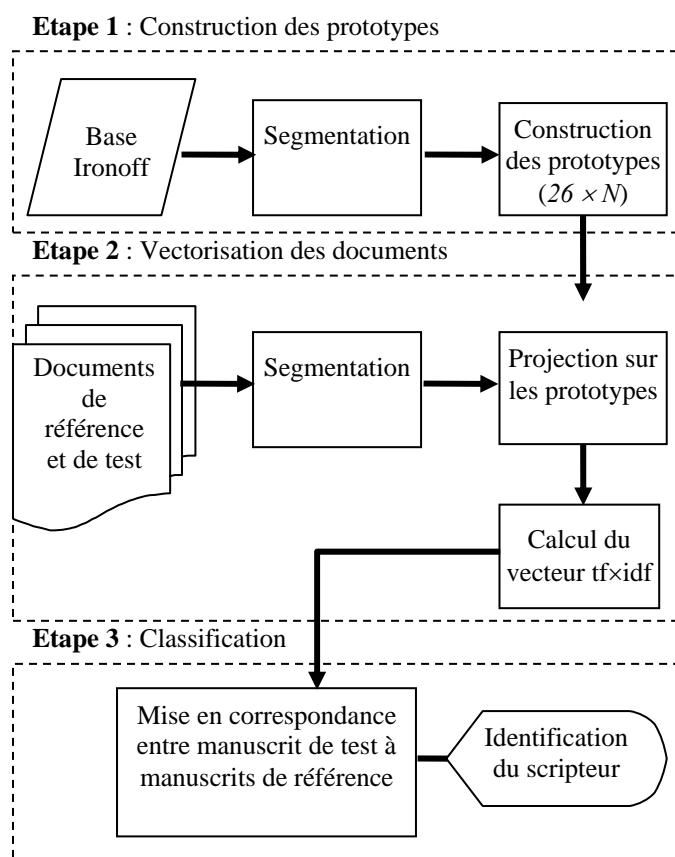 Etape 1 : Construction des prototypes
Base
Ironoff
Segmentation
Construction
des prototypes
(26 × N)
Etape 2 : Vectorisation des documents
Documents
de
référence
et de test
Segmentation
Projection sur
les prototypes
Calcul du
vecteur tf×idf
Etape 3 : Classification
Mise en correspondance
entre manuscrit de test à
manuscrits de référence
Identification
du scripteur